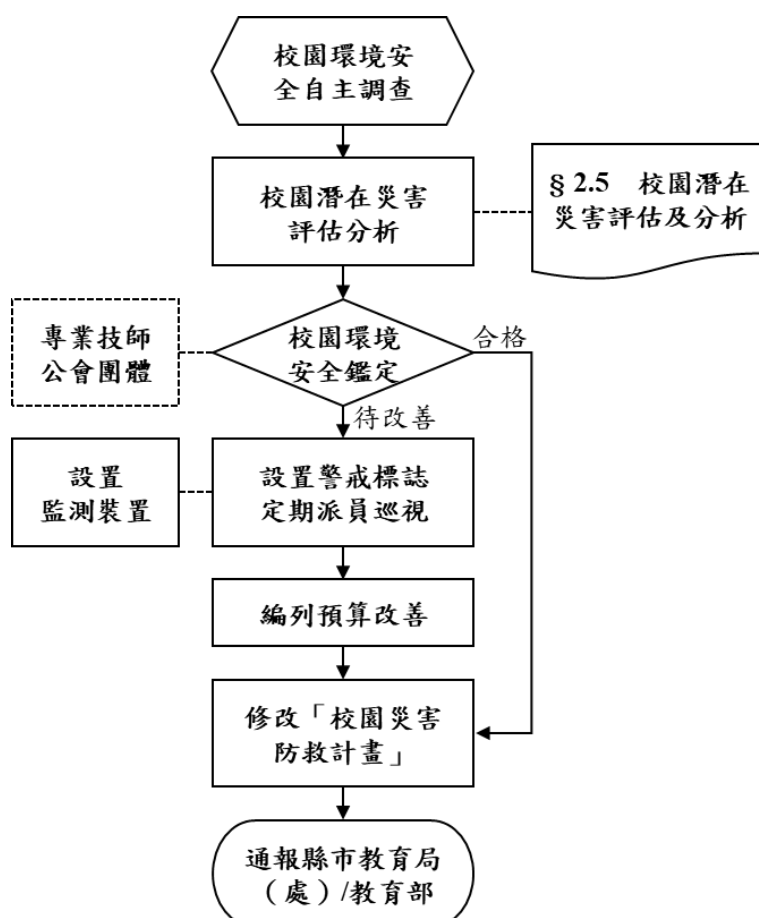 校園環境安
全自主調查
校園潛在災害
評估分析
§ 2.5 校園潛在
災害評估及分析
專業技師
公會團體
校園環境
安全鑑定
合格
待改善
設置
監測裝置
設置警戒標誌
定期派員巡視
編列預算改善
修改「校園災害
防救計畫」
通報縣市教育局
（處）/教育部